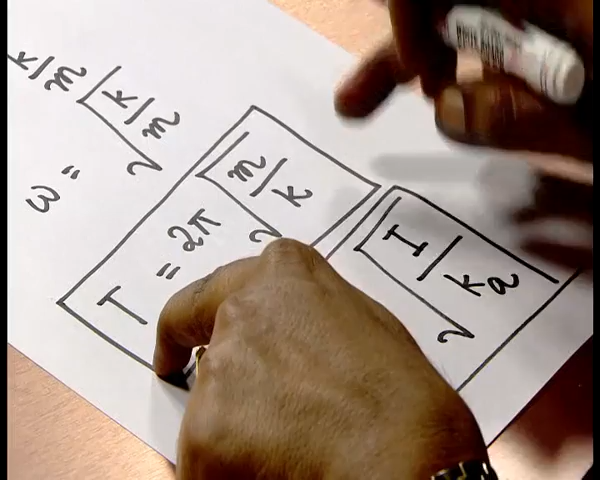 k/m
ω = √(k/m)
T = 2π √(m/k)
√(I/ka)